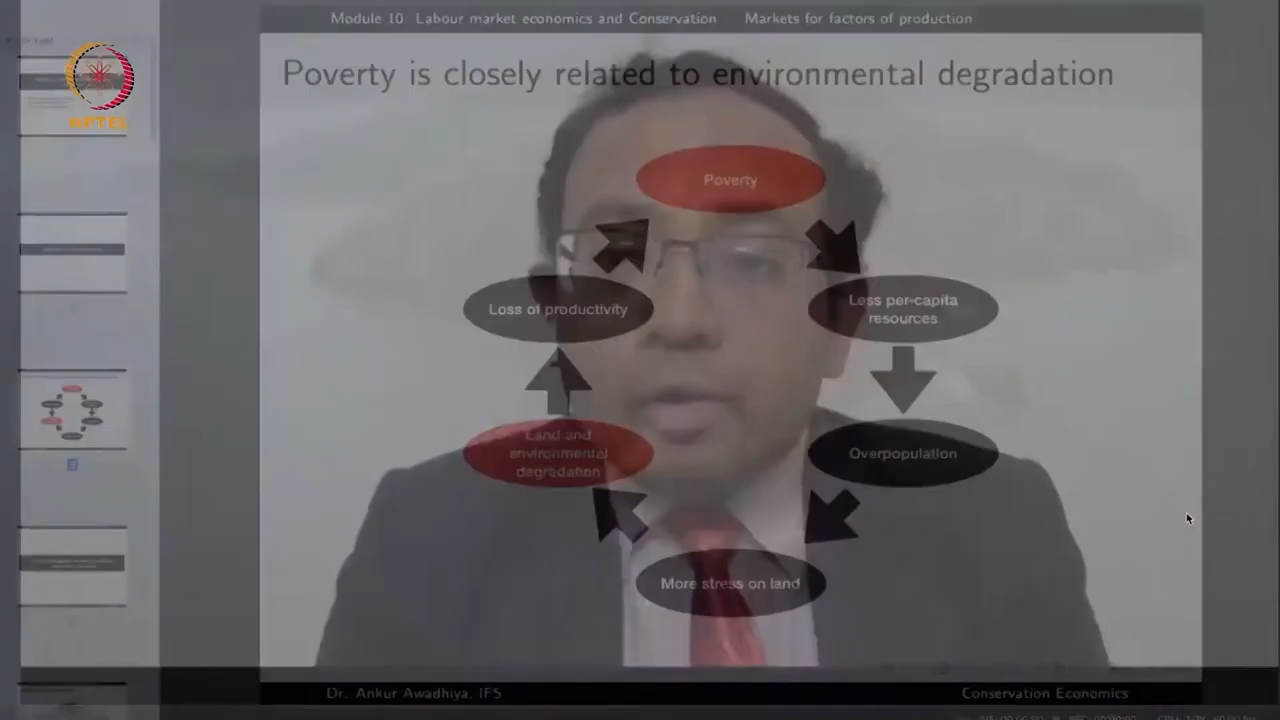 Module 10 Labour market economics and Conservation Markets for factors of production
NPTEL
Poverty is closely related to environmental degradation
Poverty
Loss of productivity
Less per-capita
resources
Land and
environmental
degradation
Overpopulation
More stress on land
Dr. Ankur Awadhiya, IFS
Conservation Economics